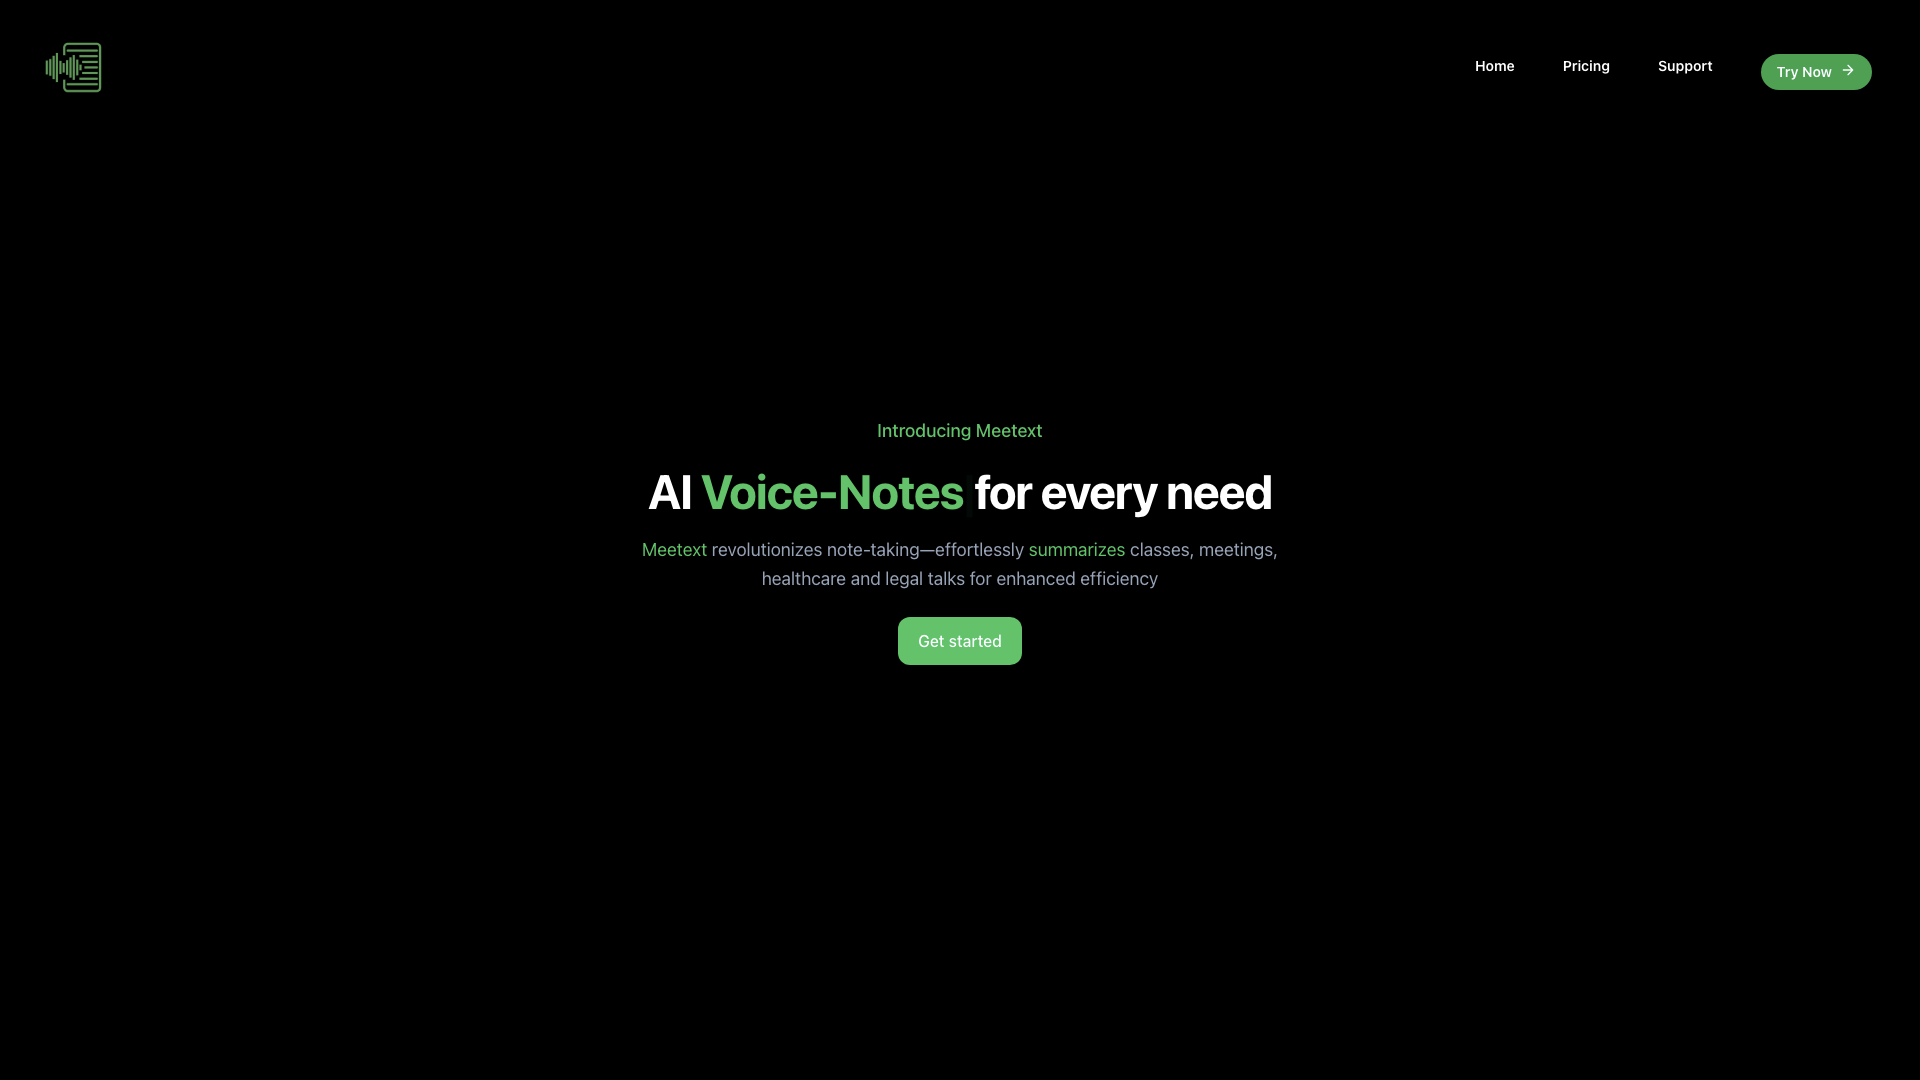 Home
Pricing
Support
Try Now
Introducing Meetext
AI Voice-Notes for every need
Meetext revolutionizes note-taking—effortlessly summarizes classes, meetings,
healthcare and legal talks for enhanced efficiency
Get started